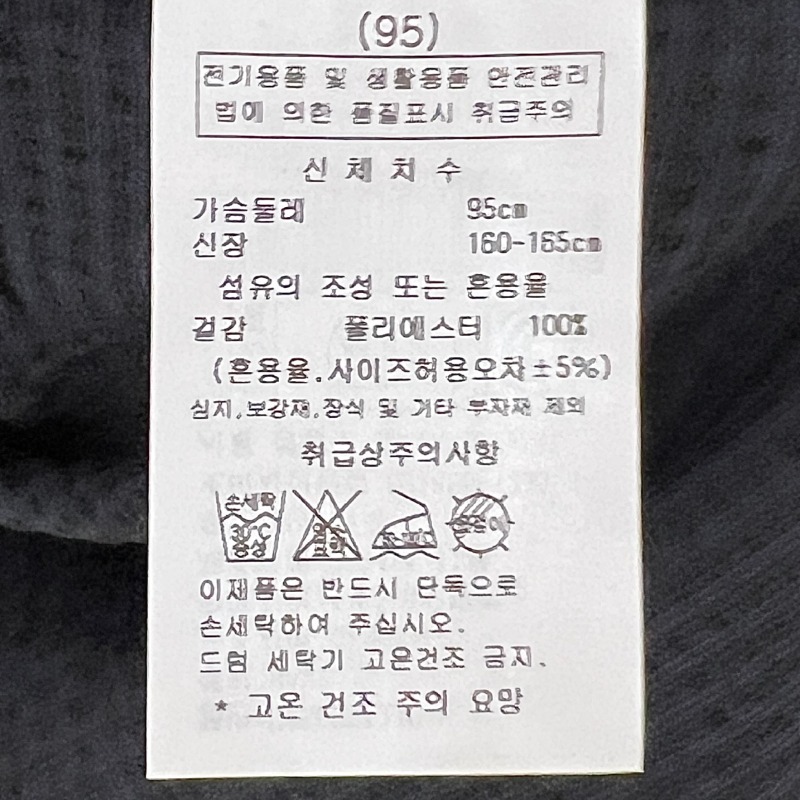 (95)
전기용품 및 생활용품 안전관리
법에 의한 품질표시 취급주의
신 체 치 수
가슴둘레 95cm
신장 160-165cm
섬유의 조성 또는 혼용율
겉감 폴리에스터 100%
(혼용율.사이즈허용오차±5%)
심지,보강재,장식 및 기타 부자재 제외
취급상주의사항
손세탁
30℃
중성
이제품은 반드시 단독으로
손세탁하여 주십시오.
드럼 세탁기 고온건조 금지.
* 고온 건조 주의 요망